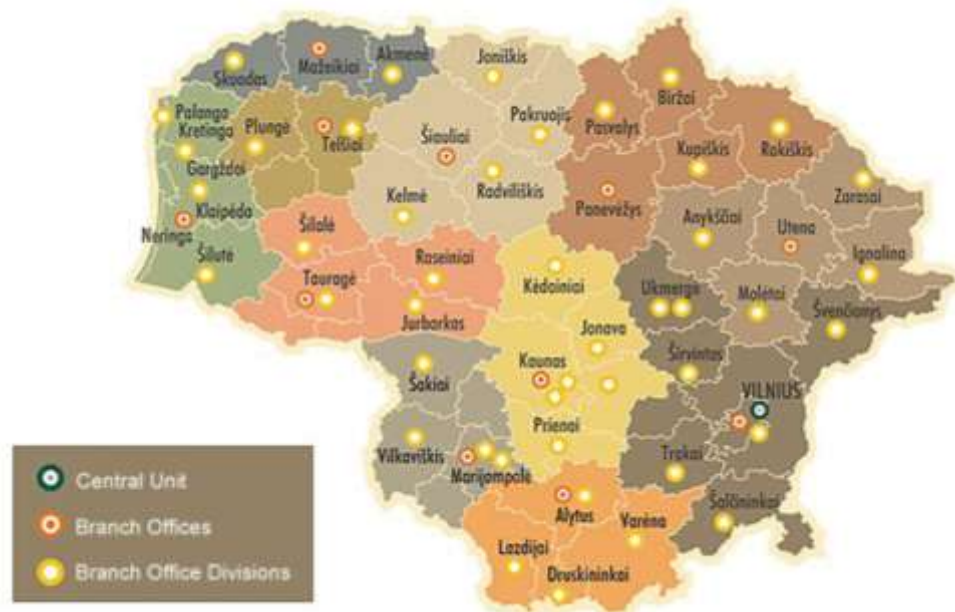 Skuodas
Mažeikiai
Akmenė
Joniškis
Biržai
Palanga
Kretinga
Plungė
Telšiai
Šiauliai
Pakruojis
Pasvalys
Kupiškis
Rokiškis
Gargždai
Radviliškis
Zarasai
Klaipėda
Kelmė
Panevėžys
Anykščiai
Utena
Neringa
Šilalė
Ignalina
Šilutė
Tauragė
Raseiniai
Kėdainiai
Ukmergė
Molėtai
Švenčionys
Jurbarkas
Jonava
Širvintos
Šakiai
Kaunas
VILNIUS
Prienai
Vilkaviškis
Marijampolė
Trakai
Central Unit
Alytus
Varėna
Šalčininkai
Branch Offices
Lazdijai
Branch Office Divisions
Druskininkai